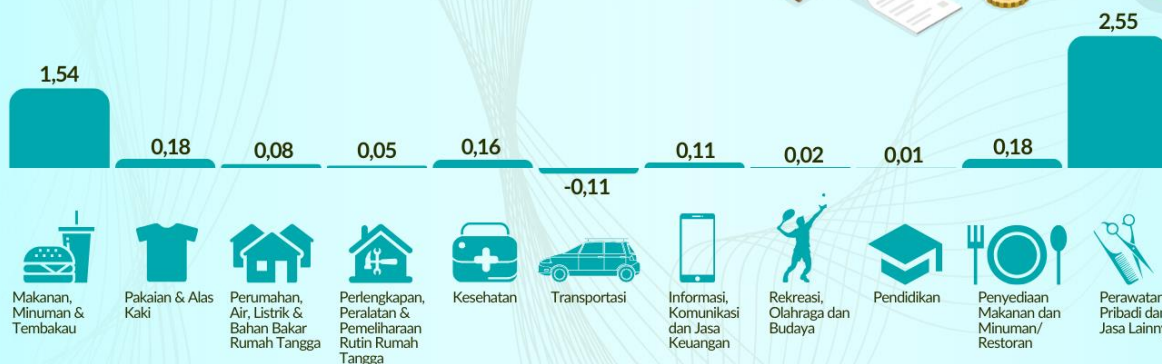 1,54
0,18
0,08
0,05
0,16
-0,11
0,11
0,02
0,01
0,18
2,55
Makanan,
Minuman &
Tembakau
Pakaian & Alas
Kaki
Perumahan,
Air, Listrik &
Bahan Bakar
Rumah Tangga
Perlengkapan,
Peralatan &
Pemeliharaan
Rutin Rumah
Tangga
Kesehatan
Transportasi
Informasi,
Komunikasi
dan Jasa
Keuangan
Rekreasi,
Olahraga dan
Budaya
Pendidikan
Penyediaan
Makanan dan
Minuman/
Restoran
Perawatan
Pribadi da
Jasa Lainn